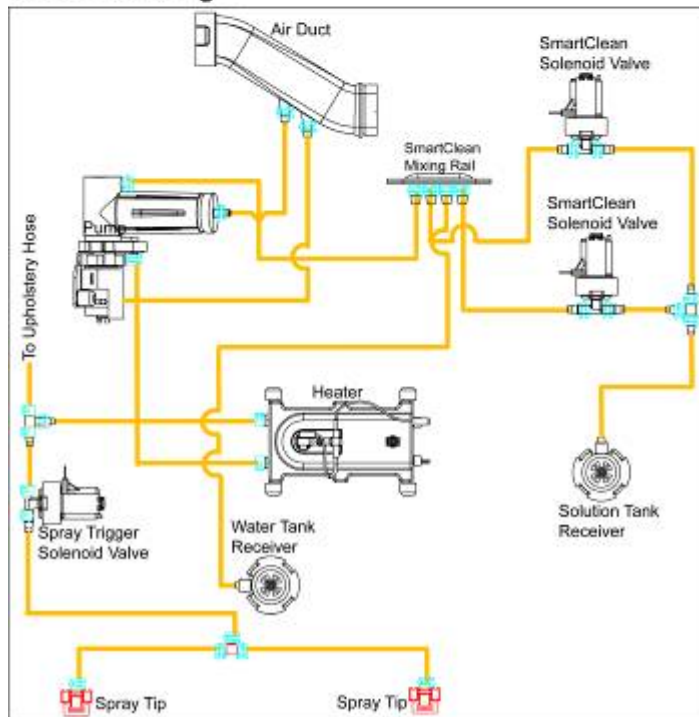 Air Duct
SmartClean
Solenoid Valve
SmartClean
Mixing Rail
SmartClean
Solenoid Valve
Pump
To Upholstery Hose
Heater
Spray Trigger
Solenoid Valve
Water Tank
Receiver
Solution Tank
Receiver
Spray Tip
Spray Tip